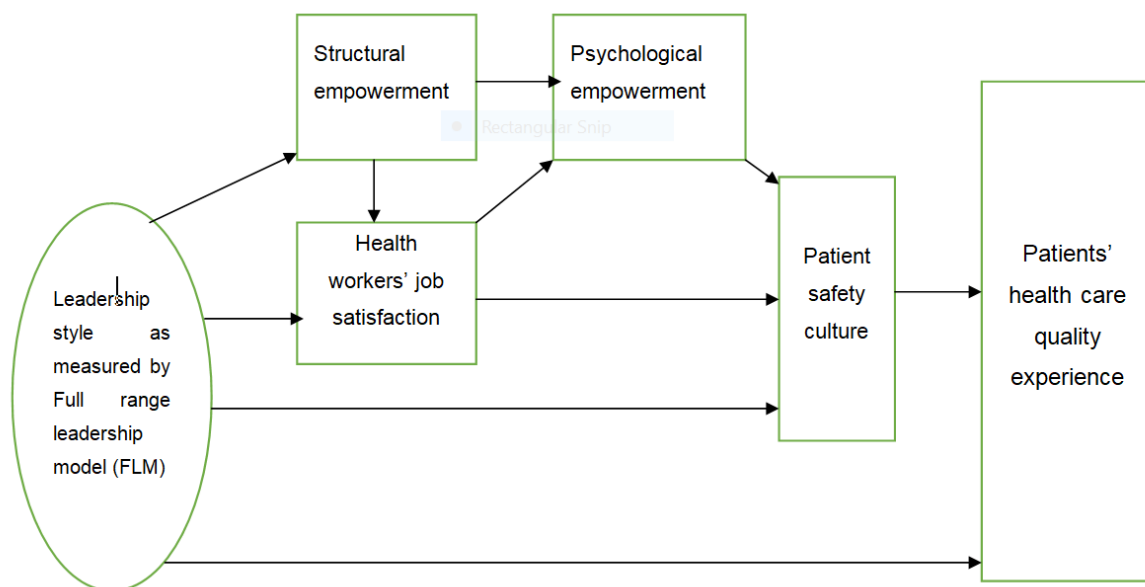 Structural
empowerment
Psychological
empowerment
Rectangular Snip
Health
workers’ job
satisfaction
Leadership
style as
measured by
Full range
leadership
model (FLM)
Patient
safety
culture
Patients’
health care
quality
experience